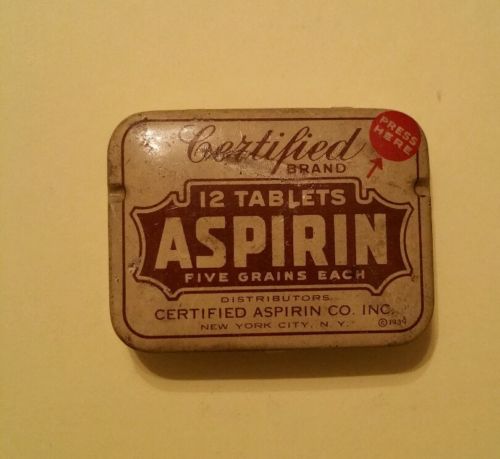 Certified
BRAND
PRESS
HERE
12 TABLETS
ASPIRIN
FIVE GRAINS EACH
DISTRIBUTORS
CERTIFIED ASPIRIN CO. INC.
NEW YORK CITY, N. Y.